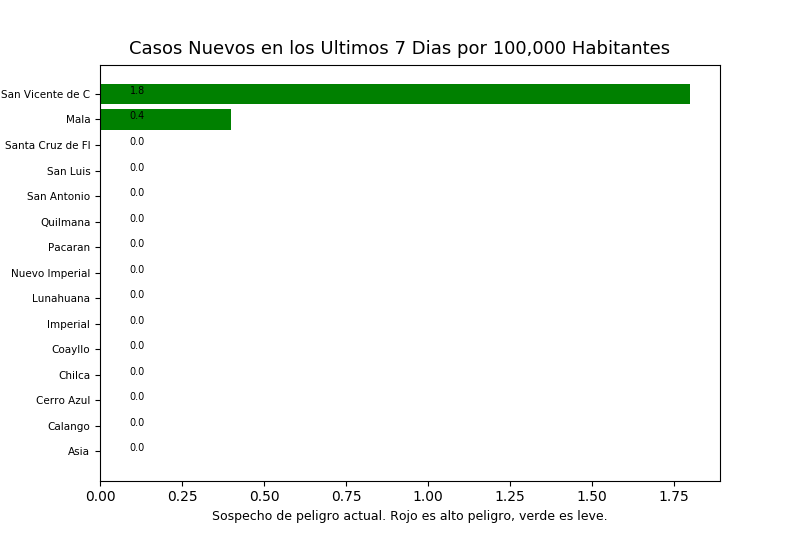 Casos Nuevos en los Ultimos 7 Dias por 100,000 Habitantes
San Vicente de C 1.8
Mala 0.4
Santa Cruz de Fl 0.0
San Luis 0.0
San Antonio 0.0
Quilmana 0.0
Pacaran 0.0
Nuevo Imperial 0.0
Lunahuana 0.0
Imperial 0.0
Coayllo 0.0
Chilca 0.0
Cerro Azul 0.0
Calango 0.0
Asia 0.0
0.00 0.25 0.50 0.75 1.00 1.25 1.50 1.75
Sospecho de peligro actual. Rojo es alto peligro, verde es leve.